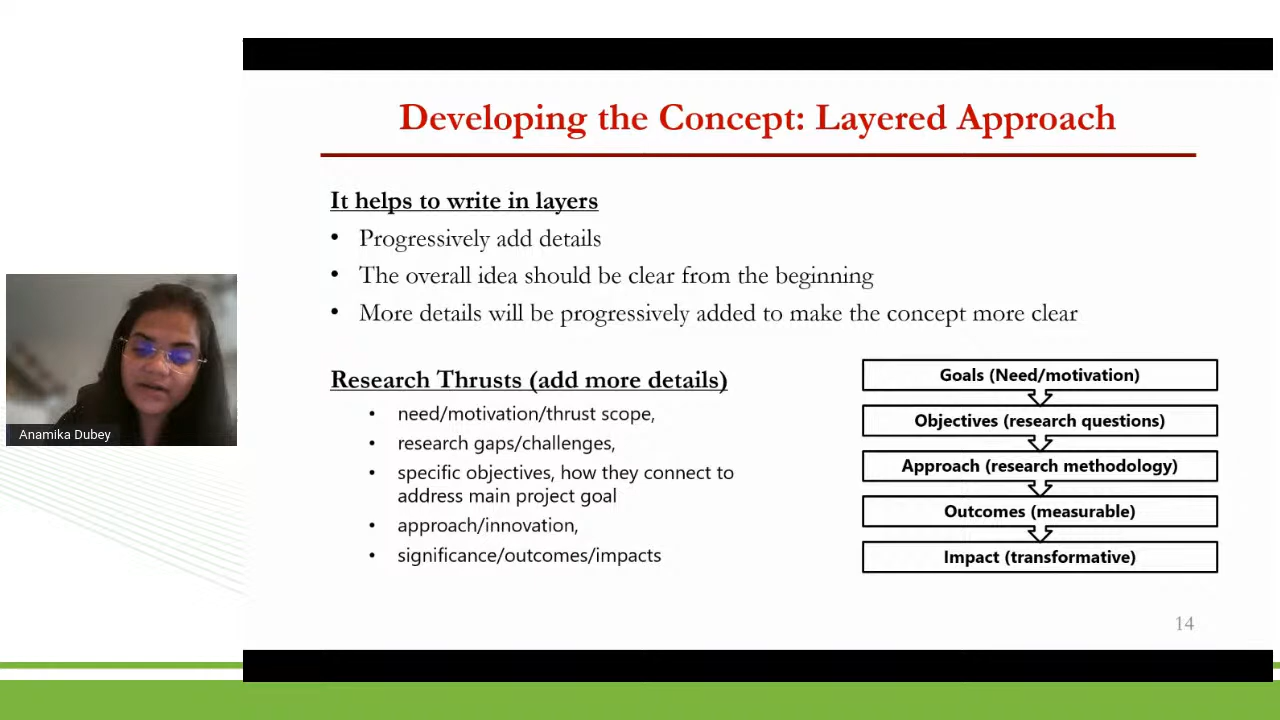 Developing the Concept: Layered Approach
It helps to write in layers
• Progressively add details
• The overall idea should be clear from the beginning
• More details will be progressively added to make the concept more clear
Research Thrusts (add more details)
• need/motivation/thrust scope,
• research gaps/challenges,
• specific objectives, how they connect to
address main project goal
• approach/innovation,
• significance/outcomes/impacts
Goals (Need/motivation)
Objectives (research questions)
Approach (research methodology)
Outcomes (measurable)
Impact (transformative)
14
Anamika Dubey